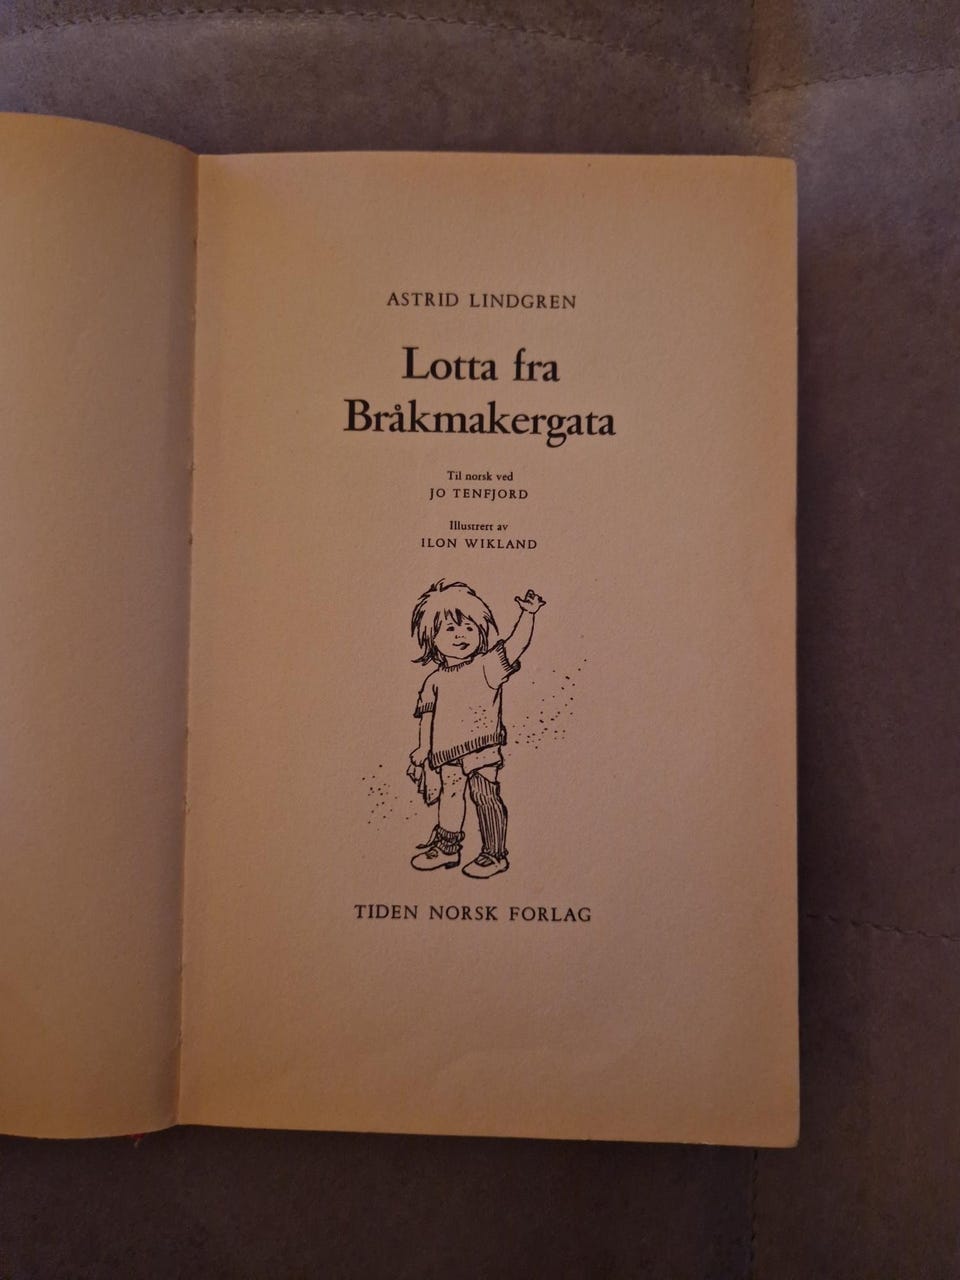 ASTRID LINDGREN
Lotta fra
Bråkmakergata
Til norsk ved
JO TENFJORD
Illustrert av
ILON WIKLAND
TIDEN NORSK FORLAG